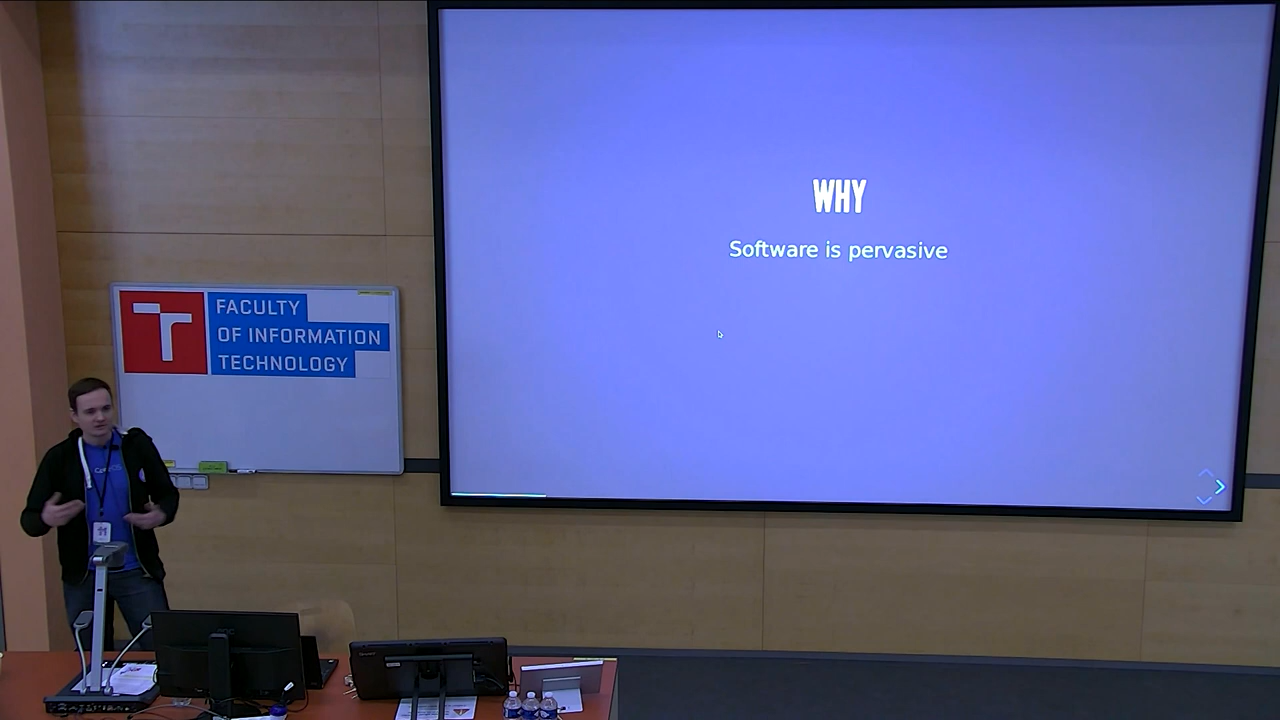 WHY
Software is pervasive
FACULTY
OF INFORMATION
TECHNOLOGY